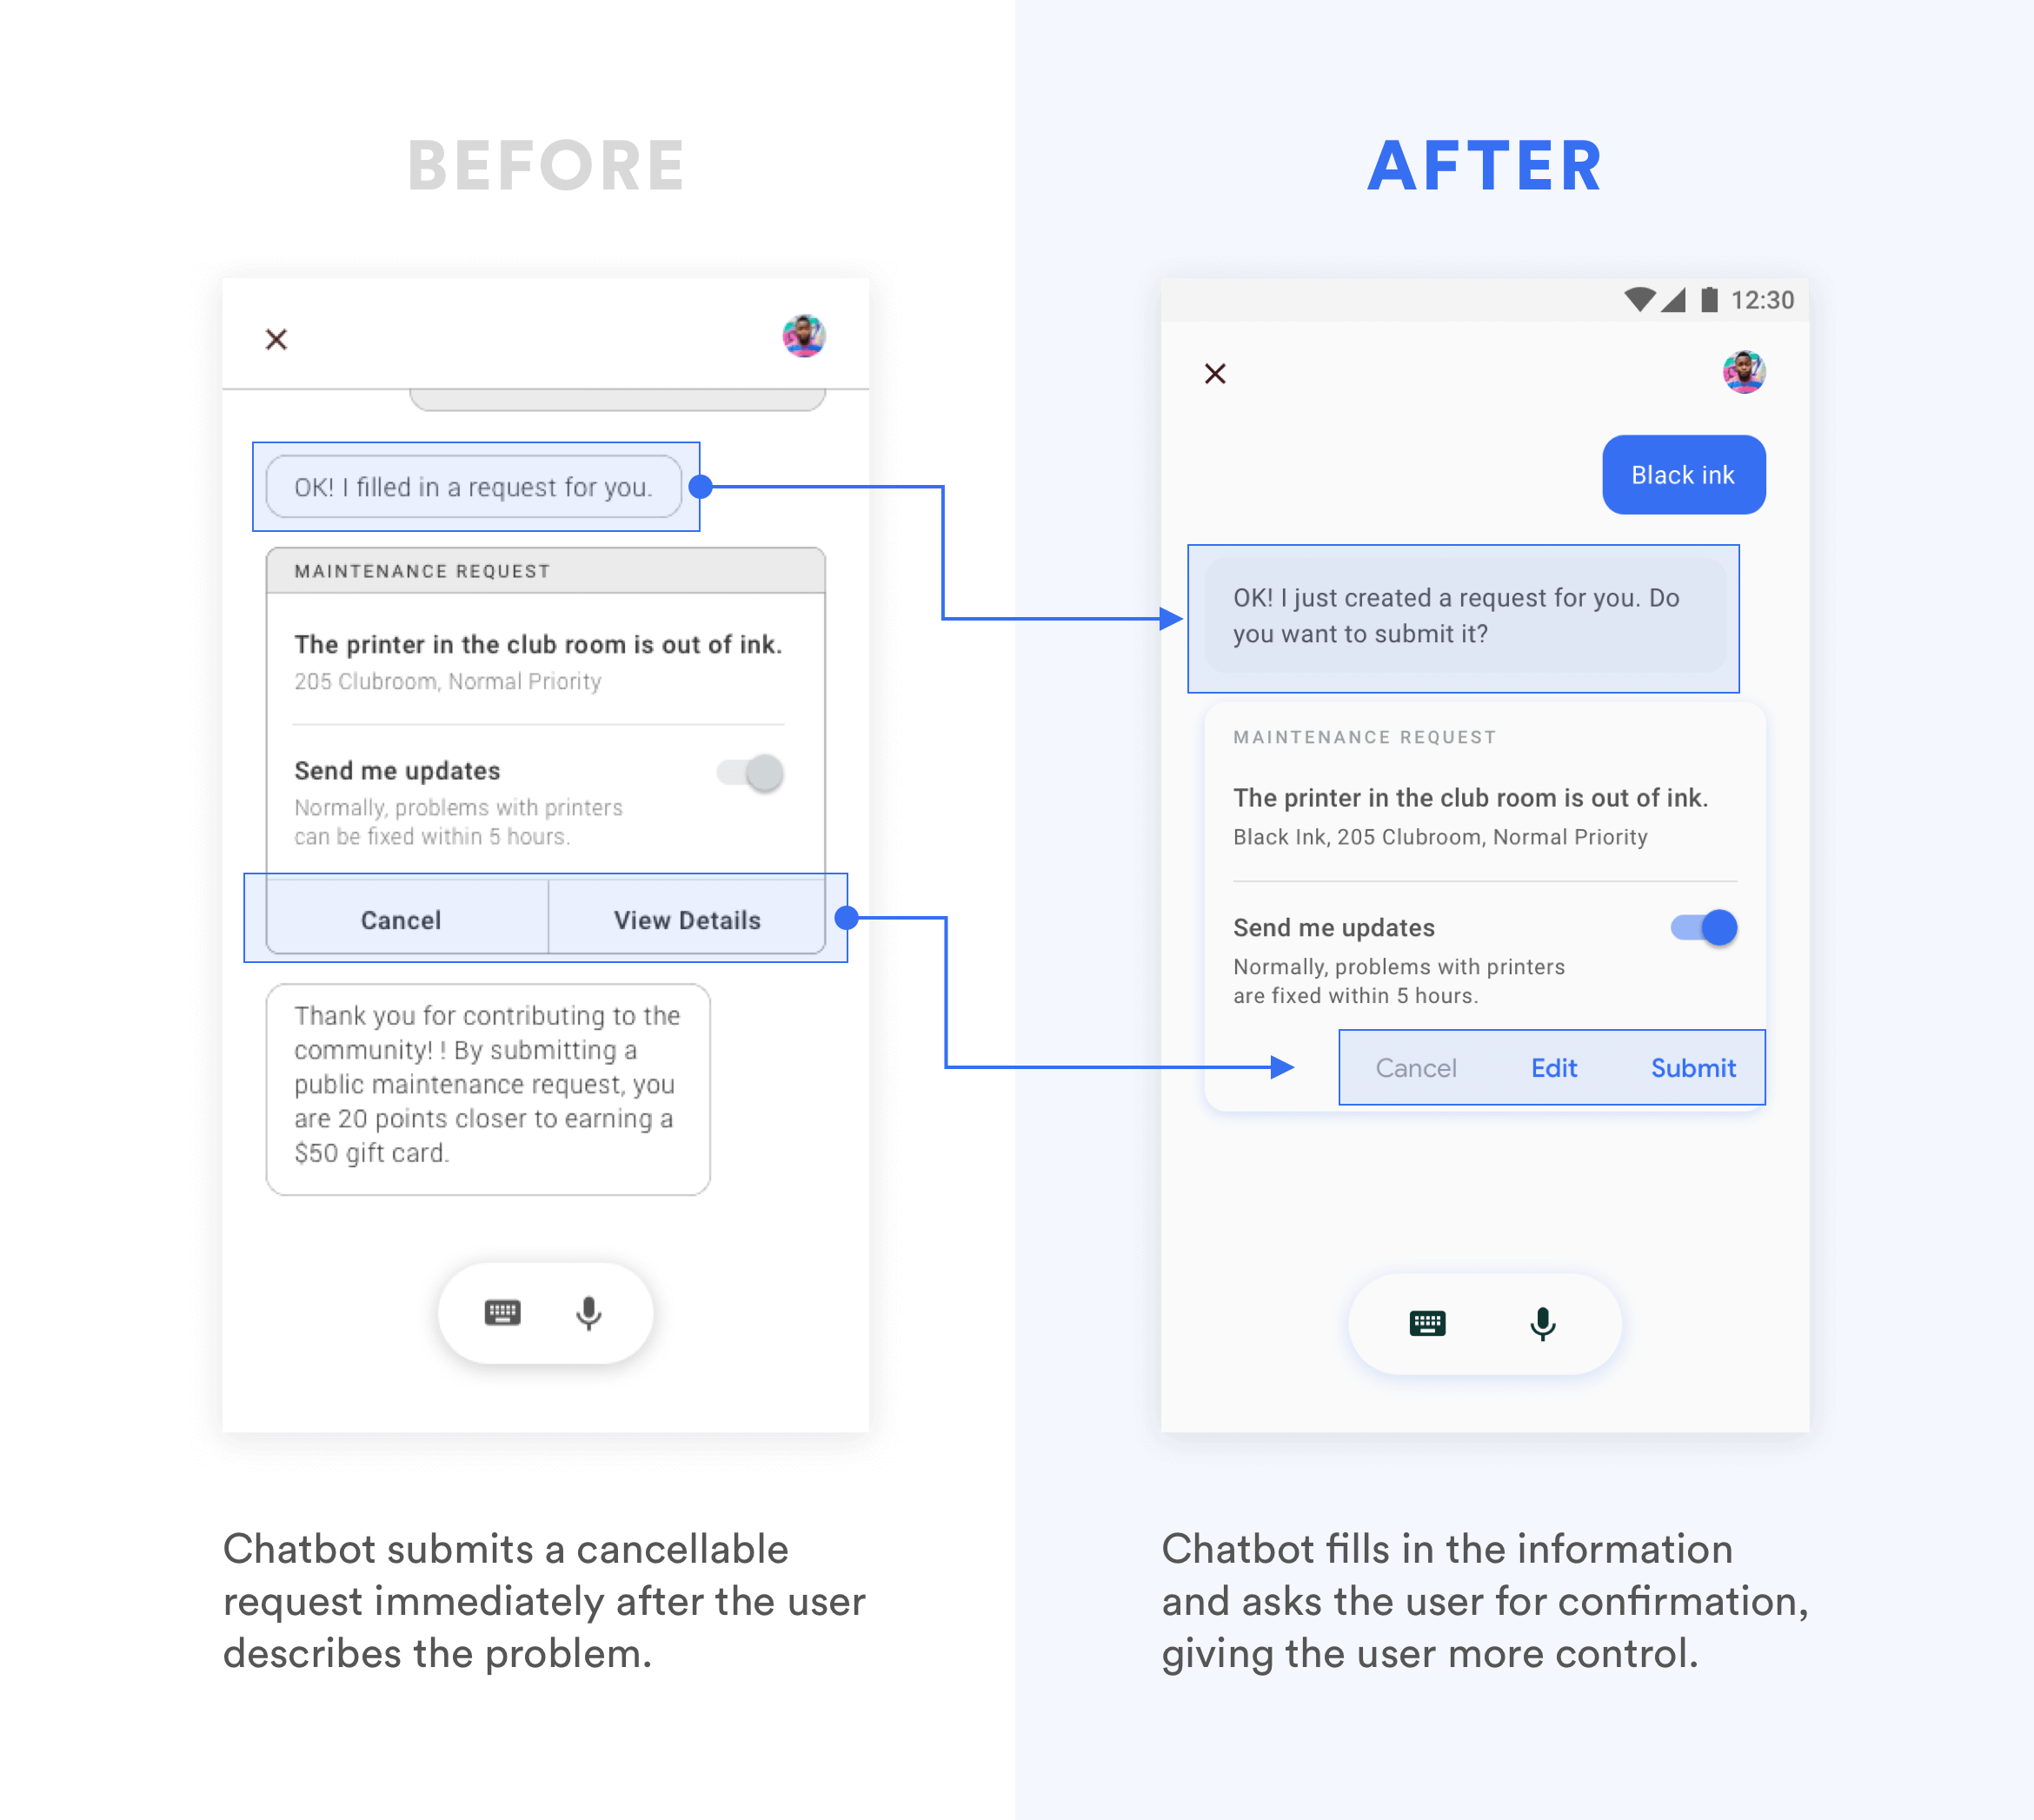 BEFORE
OK! I filled in a request for you.
MAINTENANCE REQUEST
The printer in the club room is out of ink.
205 Clubroom, Normal Priority
Send me updates
Normally, problems with printers
can be fixed within 5 hours.
Cancel
View Details
Thank you for contributing to the
community! ! By submitting a
public maintenance request, you
are 20 points closer to earning a
$50 gift card.
Chatbot submits a cancellable
request immediately after the user
describes the problem.
AFTER
12:30
Black ink
OK! I just created a request for you. Do
you want to submit it?
MAINTENANCE REQUEST
The printer in the club room is out of ink.
Black Ink, 205 Clubroom, Normal Priority
Send me updates
Normally, problems with printers
are fixed within 5 hours.
Cancel
Edit
Submit
Chatbot fills in the information
and asks the user for confirmation,
giving the user more control.